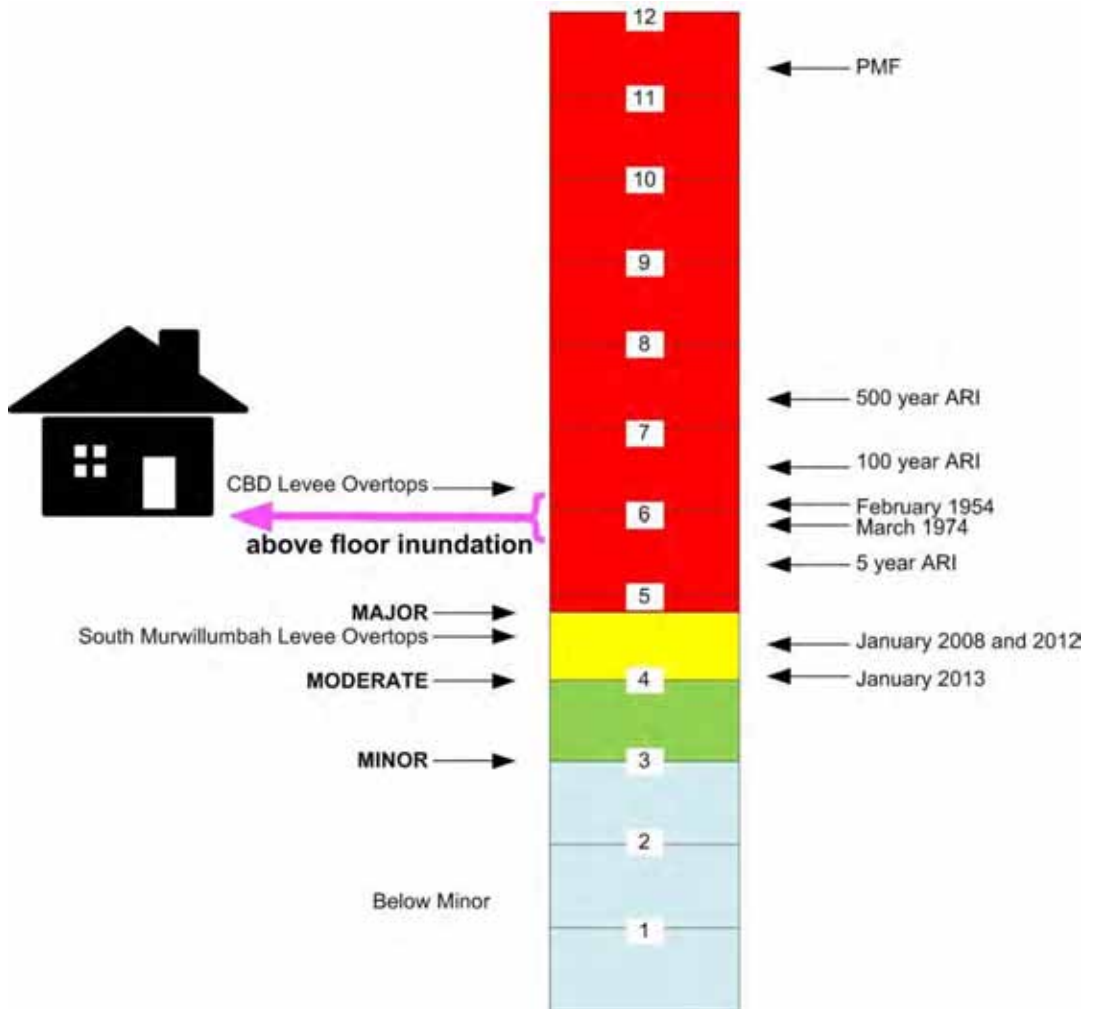 12
PMF
11
10
9
8
500 year ARI
7
100 year ARI
CBD Levee Overtops
February 1954
6
March 1974
above floor inundation
5 year ARI
5
MAJOR
South Murwillumbah Levee Overtops
January 2008 and 2012
MODERATE
4
January 2013
MINOR
3
2
Below Minor
1